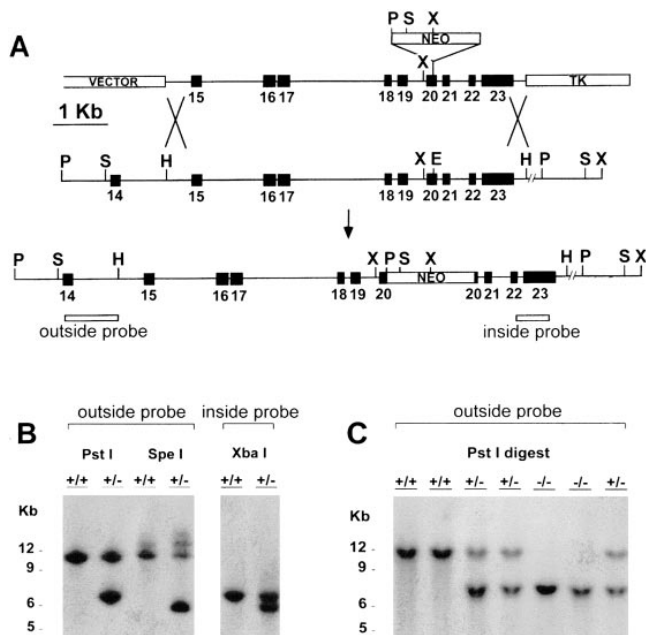 A
P S X
NEO
X
VECTOR
TK
15 16 17 18 19 20 21 22 23
1 Kb
P S H X E H P S X
14 15 16 17 18 19 20 21 22 23
P S H X P S X H P S X
NEO
14 15 16 17 18 19 20 20 21 22 23
outside probe inside probe
B
outside probe inside probe
Pst I Spe I Xba I
+/+ +/- +/+ +/- +/+ +/-
Kb
12
9
6
5
C
outside probe
Pst I digest
+/+ +/+ +/- +/- -/- -/- +/-
Kb
12
9
6
5